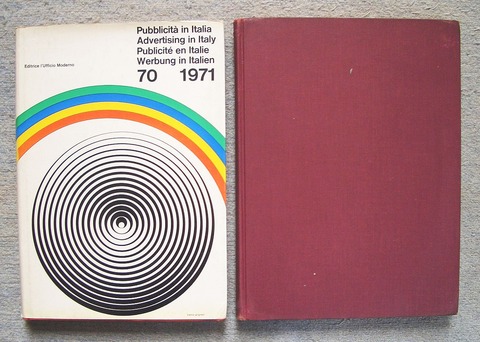 Pubblicità in Italia
Advertising in Italy
Publicité en Italie
Werbung in Italien
70 1971
Editrice l'Ufficio Moderno